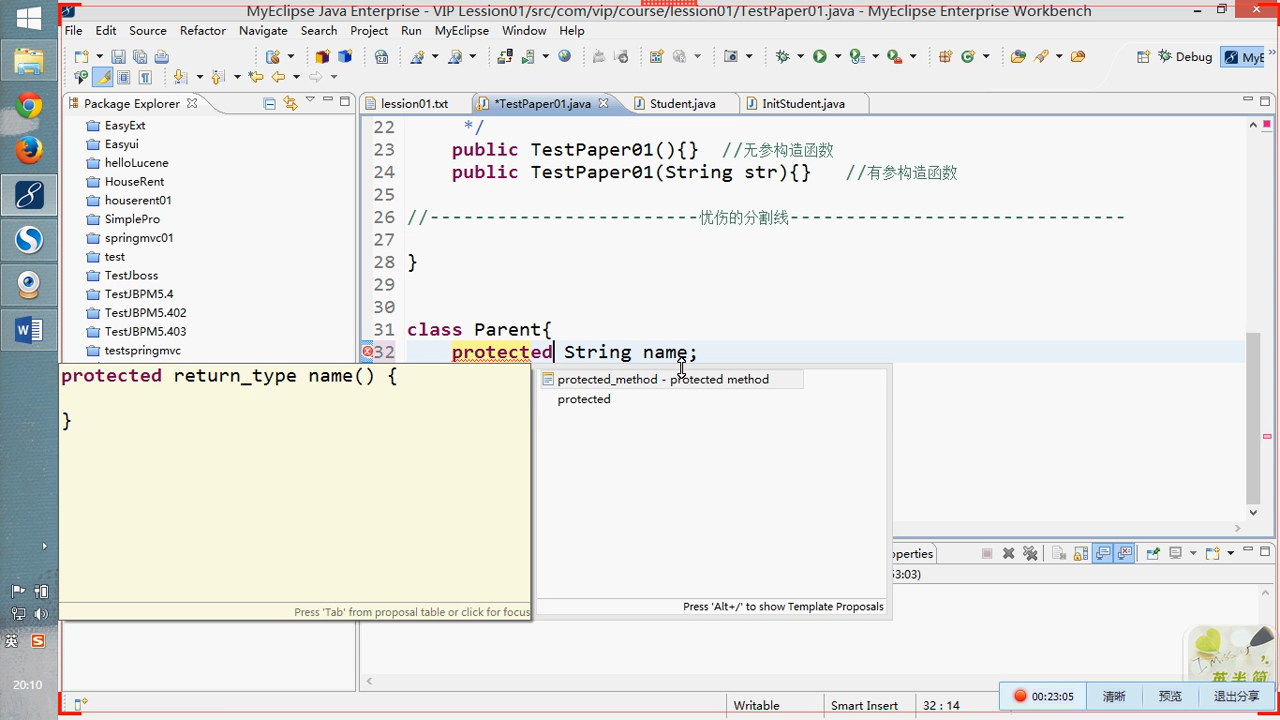 MyEclipse Java Enterprise - VIP Lession01/src/com/vip/course/lession01/TestPaper01.java - MyEclipse Enterprise Workbench
File Edit Source Refactor Navigate Search Project Run MyEclipse Window Help
Debug MyE
Package Explorer
lession01.txt *TestPaper01.java Student.java InitStudent.java
EasyExt
Easyui
helloLucene
HouseRent
houserent01
SimplePro
springmvc01
test
TestJboss
TestJBPM5.4
TestJBPM5.402
TestJBPM5.403
testspringmvc
22 */
23 public TestPaper01(){} //无参构造函数
24 public TestPaper01(String str){} //有参构造函数
25
26 //------------------------忧伤的分割线------------------------------
27
28 }
29
30
31 class Parent{
32 protected String name;
protected return_type name() {
}
Press 'Tab' from proposal table or click for focus
protected_method - protected method
protected
Press 'Alt+/' to show Template Proposals
operties
53:03)
英
20:10
英半简
00:23:05 清晰 预览 退出分享
Writable Smart Insert 32 : 14